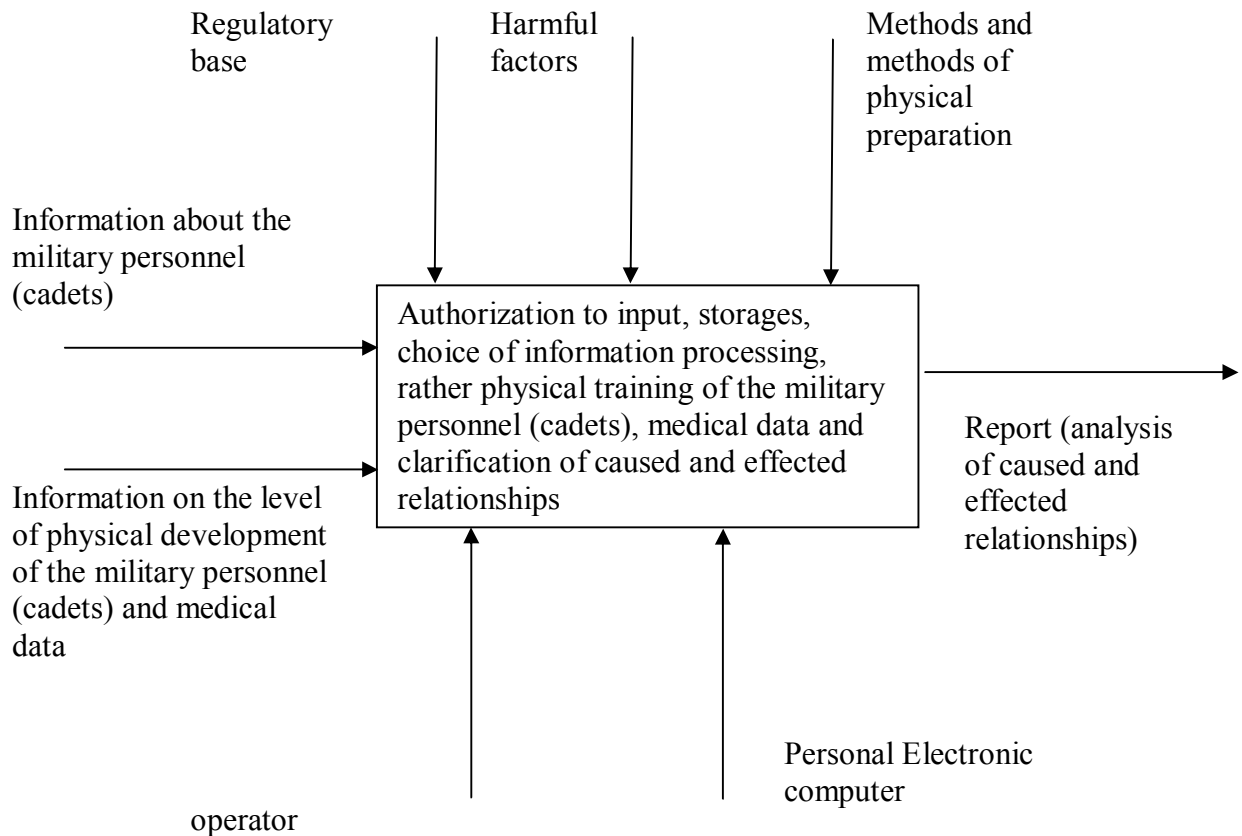 Regulatory
base
Harmful
factors
Methods and
methods of
physical
preparation
Information about the
military personnel
(cadets)
Authorization to input, storages,
choice of information processing,
rather physical training of the military
personnel (cadets), medical data and
clarification of caused and effected
relationships
Report (analysis
of caused and
effected
relationships)
Information on the level
of physical development
of the military personnel
(cadets) and medical
data
Personal Electronic
computer
operator